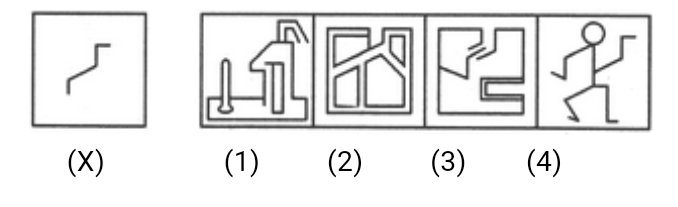 (X) (1) (2) (3) (4)